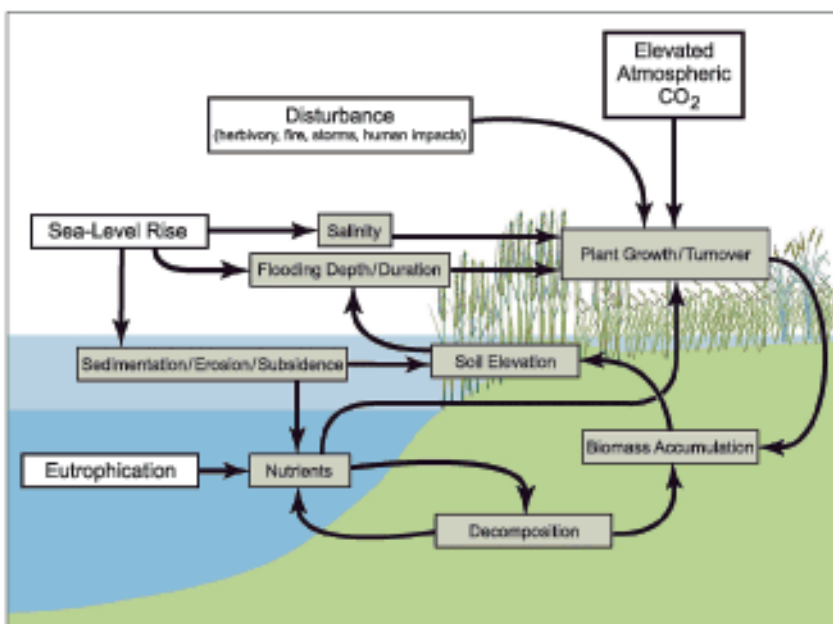 Elevated
Atmospheric
CO2
Disturbance
(herbivory, fire, storms, human impacts)
Sea-Level Rise
Salinity
Flooding Depth/Duration
Plant Growth/Turnover
Sedimentation/Erosion/Subsidence
Soil Elevation
Biomass Accumulation
Eutrophication
Nutrients
Decomposition